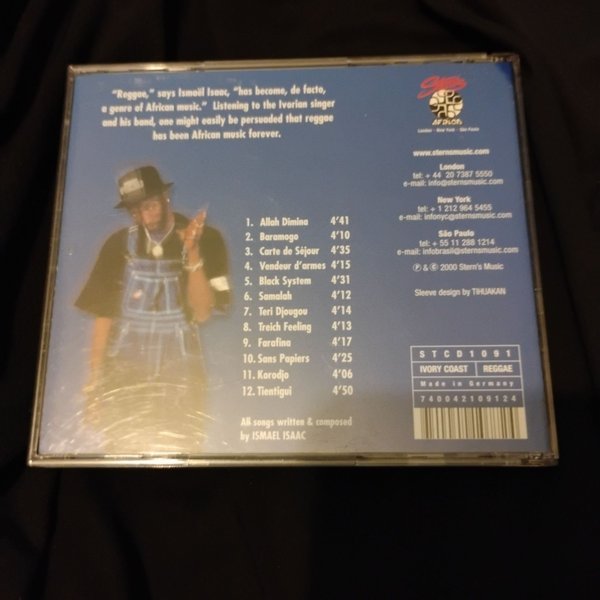 "Reggae," says Ismaël Isaac, "has become, de facto,
a genre of African music." Listening to the Ivorian singer
and his band, one might easily be persuaded that reggae
has been African music forever.
1. Allah Dimina 4'41
2. Baramogo 4'10
3. Carte de Séjour 4'35
4. Vendeur d'armes 4'15
5. Black System 4'31
6. Samalah 4'12
7. Teri Djougou 4'14
8. Treich Feeling 4'13
9. Farafina 4'17
10. Sans Papiers 4'25
11. Korodjo 4'06
12. Tientigui 4'50
All songs written & composed
by ISMAEL ISAAC
Stern's
AFRICA
London - New York - São Paulo
www.sternsmusic.com
London
tel: + 44 20 7387 5550
e-mail: info@sternsmusic.com
New York
tel: + 1 212 964 5455
e-mail: infonyc@sternsmusic.com
São Paulo
tel: + 55 11 288 1214
e-mail: infobrasil@sternsmusic.com
℗ & © 2000 Stern's Music
Sleeve design by TIHUAKAN
STCD1091
IVORY COAST REGGAE
Made in Germany
740042109124